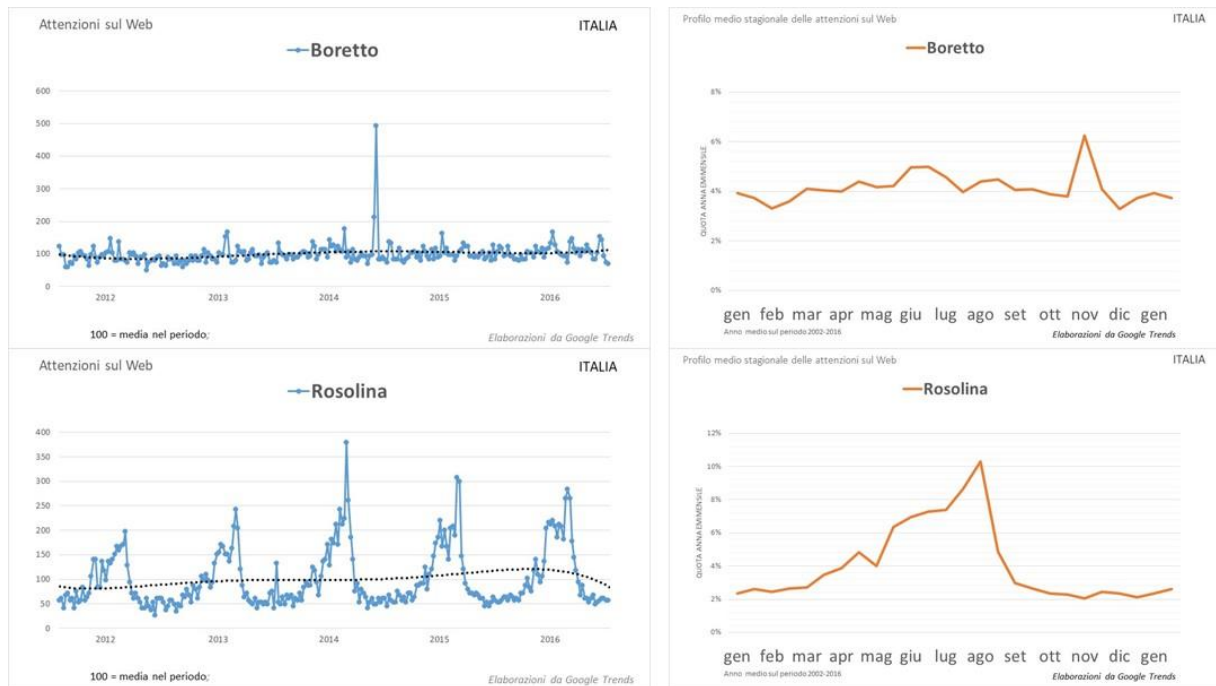 Attenzioni sul Web
ITALIA
Boretto
600
500
400
300
200
100
0
2012 2013 2014 2015 2016
100 = media nel periodo;
Elaborazioni da Google Trends
Profilo medio stagionale delle attenzioni sul Web
ITALIA
Boretto
8%
6%
4%
2%
0%
QUOTA ANNA EMIMENSILE
gen feb mar apr mag giu lug ago set ott nov dic gen
Anno medio sul periodo 2002-2016
Elaborazioni da Google Trends
Attenzioni sul Web
ITALIA
Rosolina
400
350
300
250
200
150
100
50
0
2012 2013 2014 2015 2016
100 = media nel periodo;
Elaborazioni da Google Trends
Profilo medio stagionale delle attenzioni sul Web
ITALIA
Rosolina
12%
10%
8%
6%
4%
2%
0%
QUOTA ANNA EMIMENSILE
gen feb mar apr mag giu lug ago set ott nov dic gen
Anno medio sul periodo 2002-2016
Elaborazioni da Google Trends